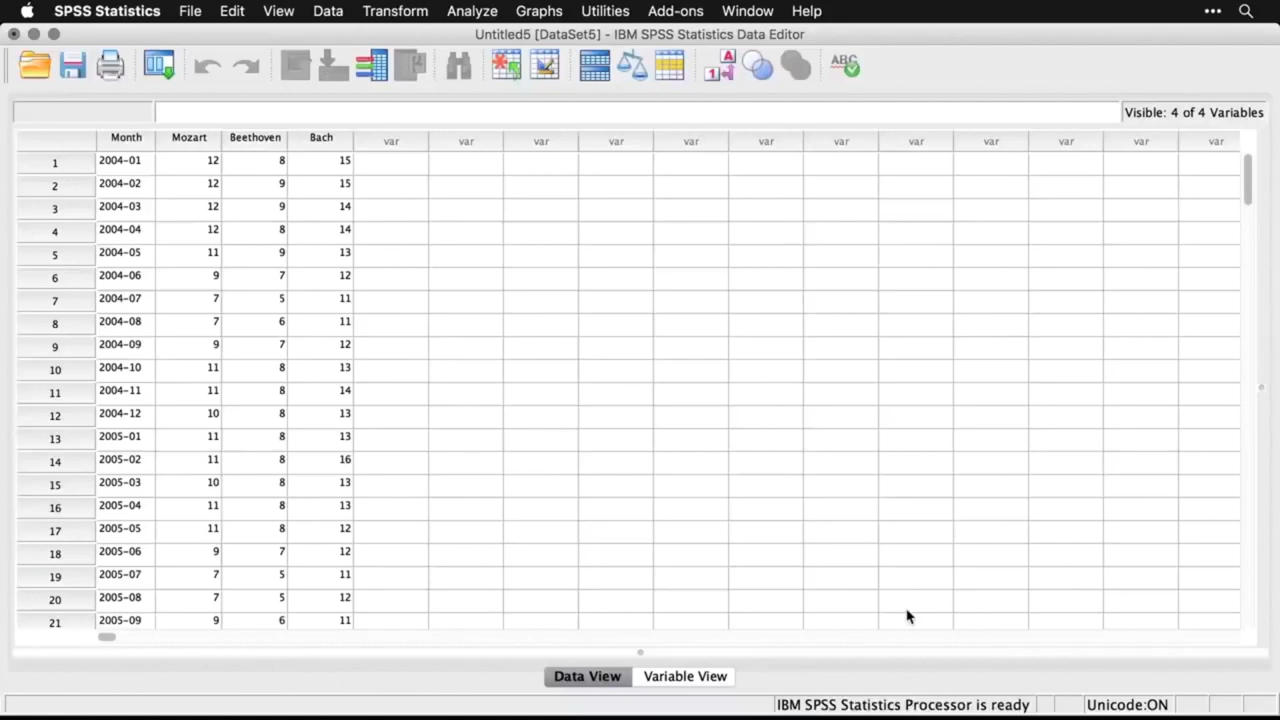 SPSS Statistics File Edit View Data Transform Analyze Graphs Utilities Add-ons Window Help
Untitled5 [DataSet5] - IBM SPSS Statistics Data Editor
A
1
ABC
Visible: 4 of 4 Variables
Month Mozart Beethoven Bach var var var var var var var var var var var var
1 2004-01 12 8 15
2 2004-02 12 9 15
3 2004-03 12 9 14
4 2004-04 12 8 14
5 2004-05 11 9 13
6 2004-06 9 7 12
7 2004-07 7 5 11
8 2004-08 7 6 11
9 2004-09 9 7 12
10 2004-10 11 8 13
11 2004-11 11 8 14
12 2004-12 10 8 13
13 2005-01 11 8 13
14 2005-02 11 8 16
15 2005-03 10 8 13
16 2005-04 11 8 13
17 2005-05 11 8 12
18 2005-06 9 7 12
19 2005-07 7 5 11
20 2005-08 7 5 12
21 2005-09 9 6 11
Data View Variable View
IBM SPSS Statistics Processor is ready Unicode:ON